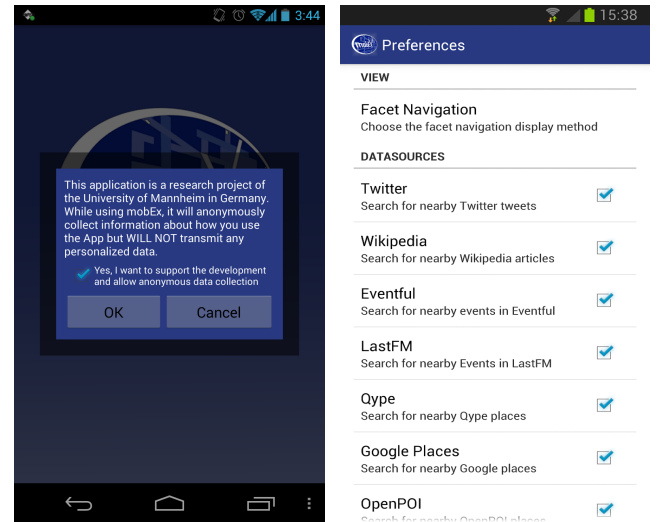 3:44
This application is a research project of
the University of Mannheim in Germany.
While using mobEx, it will anonymously
collect information about how you use
the App but WILL NOT transmit any
personalized data.
Yes, I want to support the development
and allow anonymous data collection
OK Cancel
15:38
Preferences
VIEW
Facet Navigation
Choose the facet navigation display method
DATASOURCES
Twitter
Search for nearby Twitter tweets
Wikipedia
Search for nearby Wikipedia articles
Eventful
Search for nearby events in Eventful
LastFM
Search for nearby Events in LastFM
Qype
Search for nearby Qype places
Google Places
Search for nearby Google places
OpenPOI
Search for nearby OpenPOI places